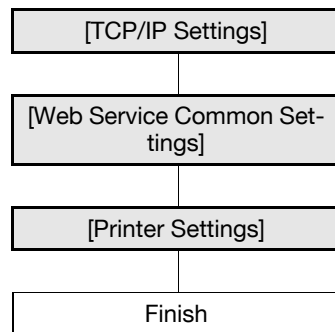 [TCP/IP Settings]
[Web Service Common Set-
tings]
[Printer Settings]
Finish